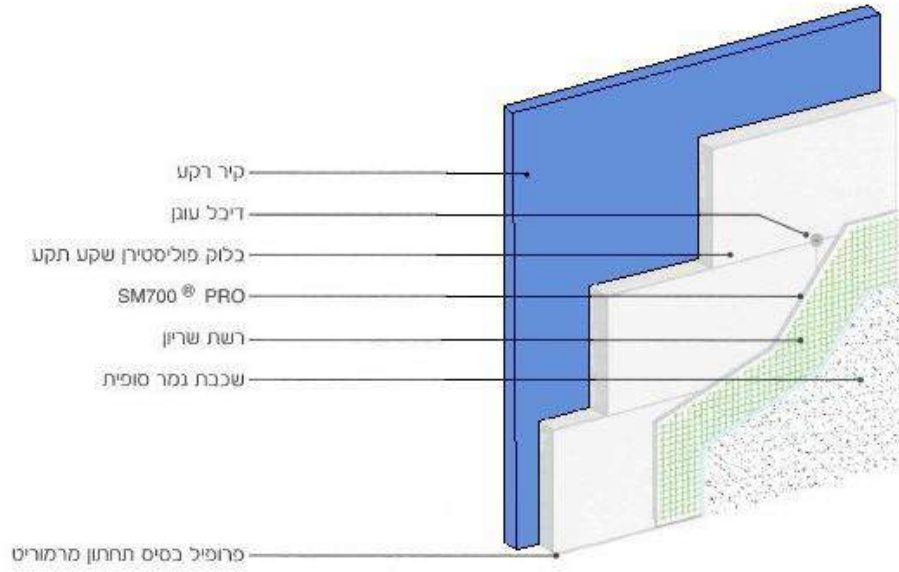 קיר רקע
דיבל עוגן
בלוק פוליסטירן שקע תקע
SM700 ® PRO
רשת שריון
שכבת גמר סופית
פרופיל בסיס תחתון מרמוריט